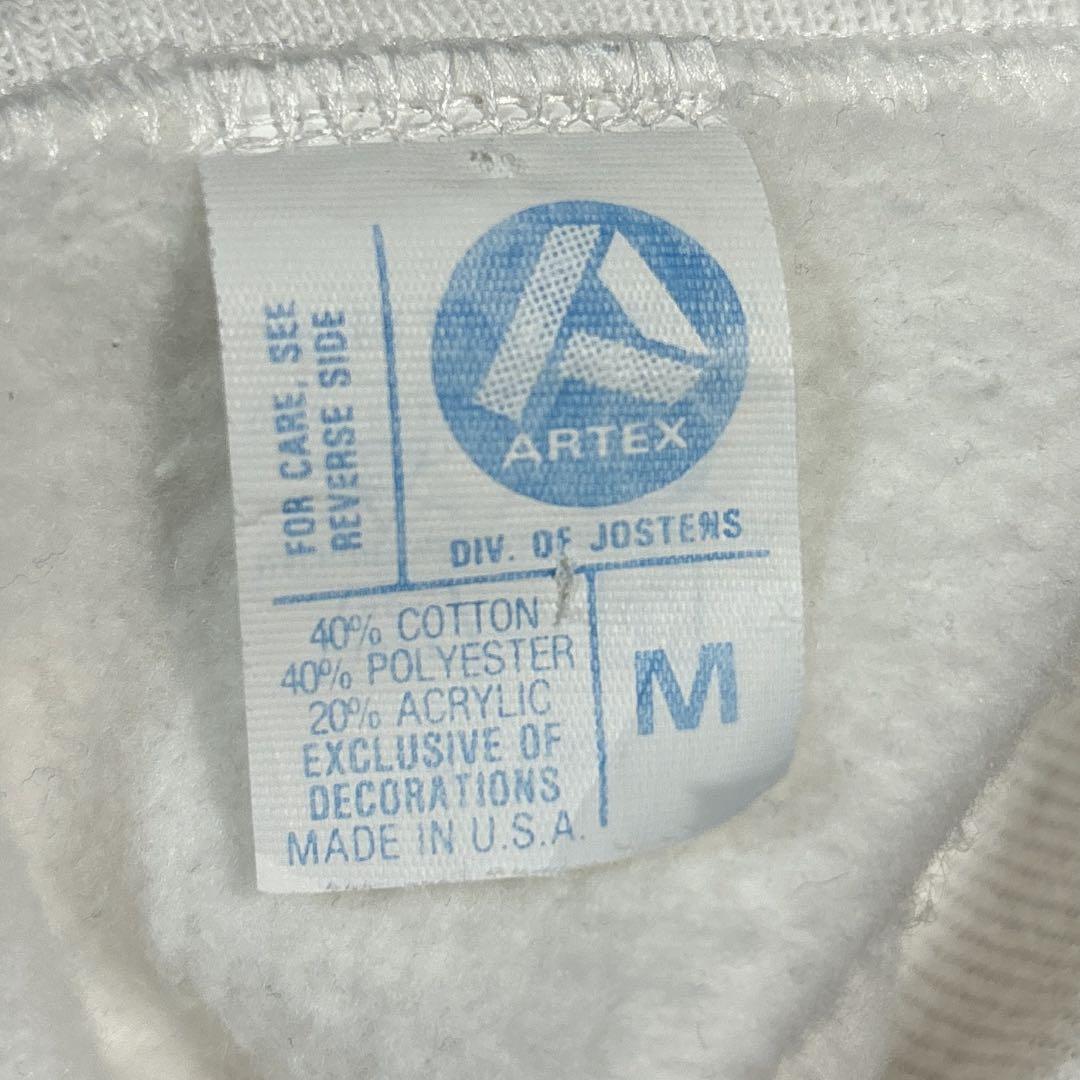 FOR CARE, SEE
REVERSE SIDE
ARTEX
DIV. OF JOSTENS
40% COTTON
40% POLYESTER
20% ACRYLIC
EXCLUSIVE OF
DECORATIONS
MADE IN U.S.A.
M